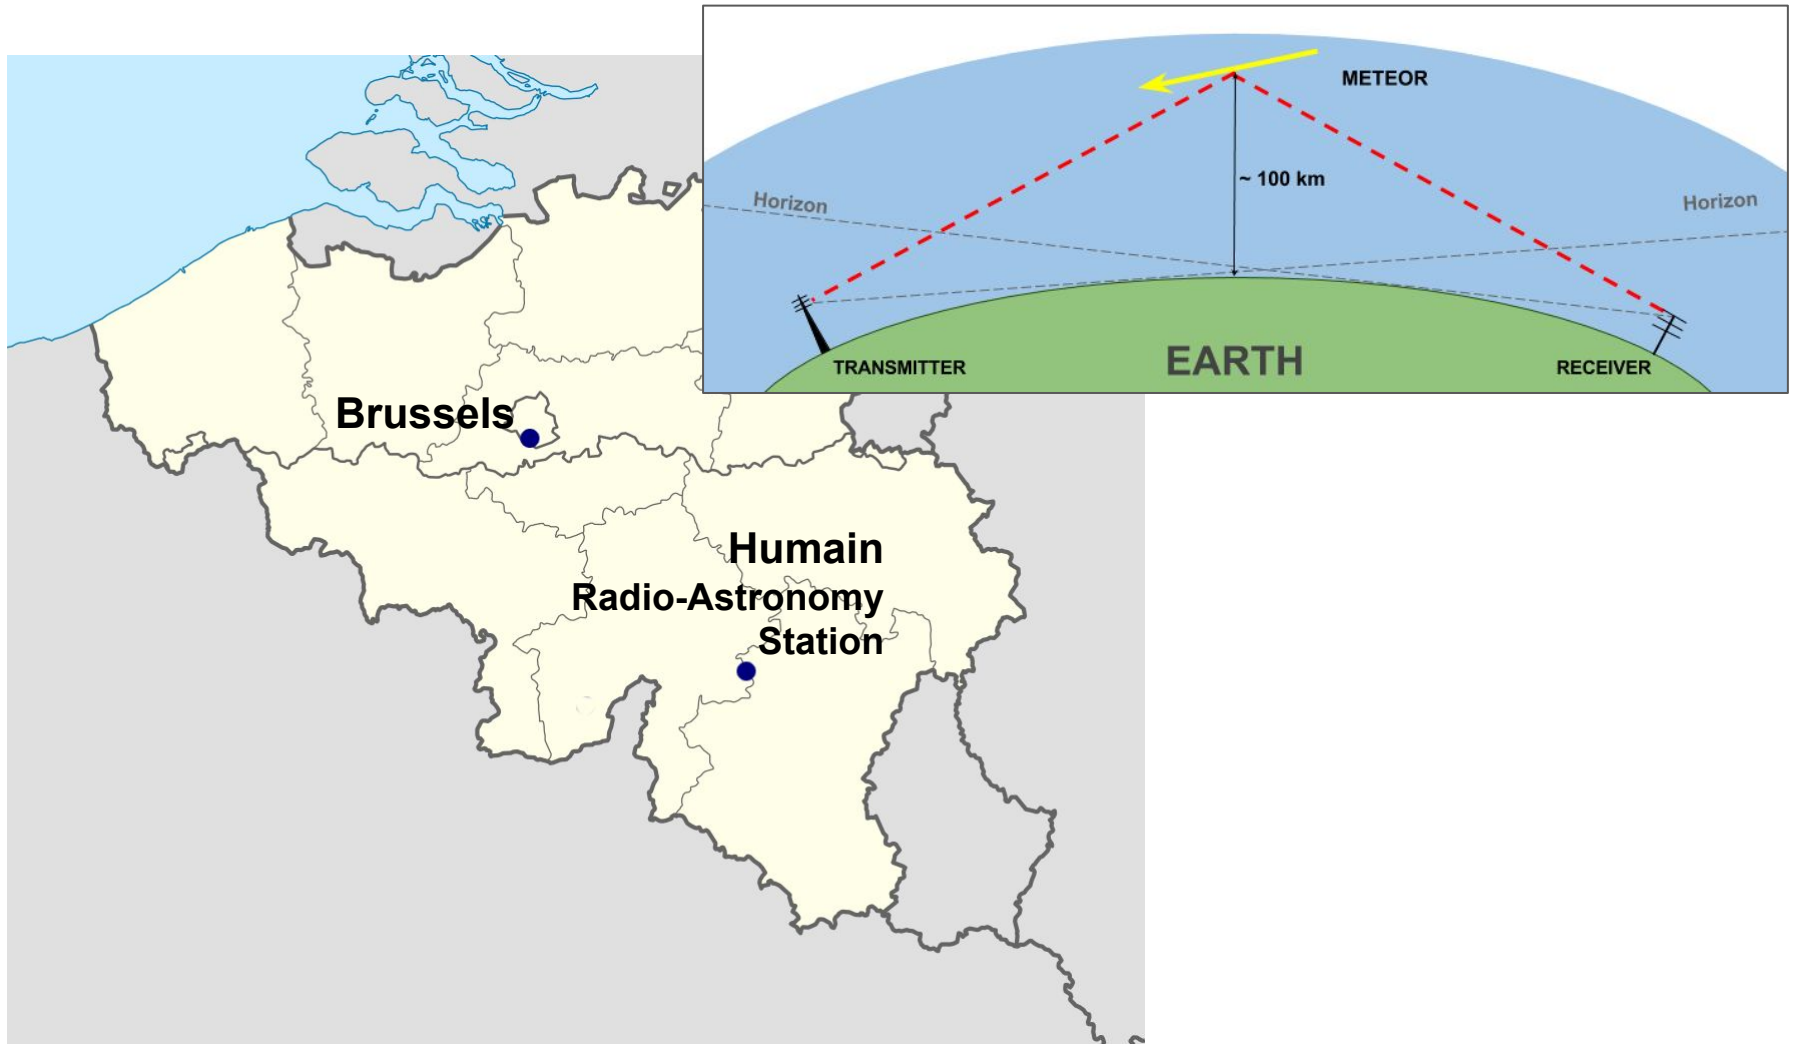 METEOR
~ 100 km
Horizon
Horizon
TRANSMITTER
EARTH
RECEIVER
Brussels
Humain
Radio-Astronomy
Station